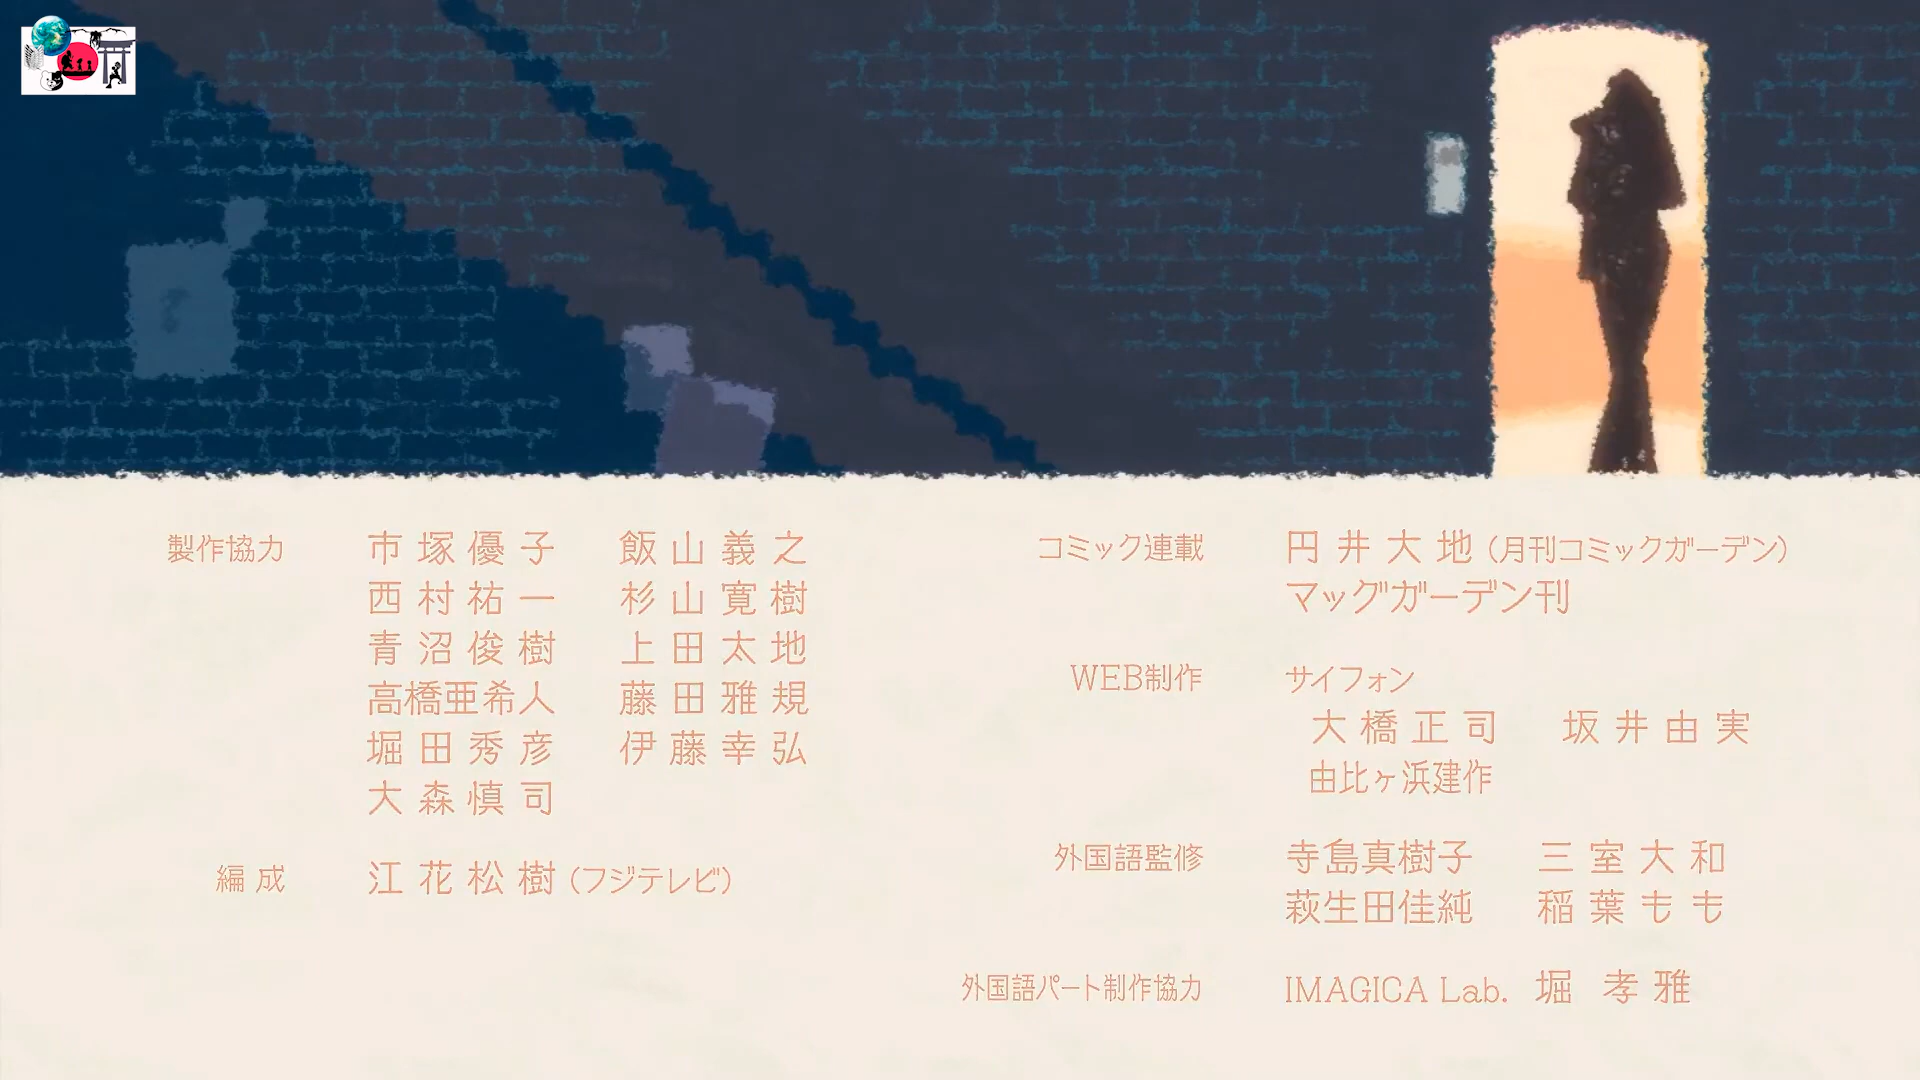 製作協力 市塚優子 飯山義之
西村祐一 杉山寛樹
青沼俊樹 上田太地
高橋亜希人 藤田雅規
堀田秀彦 伊藤幸弘
大森慎司
編成 江花松樹(フジテレビ)
コミック連載 円井大地(月刊コミックガーデン)
マッグガーデン刊
WEB制作 サイフォン
大橋正司 坂井由実
由比ヶ浜建作
外国語監修 寺島真樹子 三室大和
萩生田佳純 稲葉もも
外国語パート制作協力 IMAGICA Lab. 堀孝雅